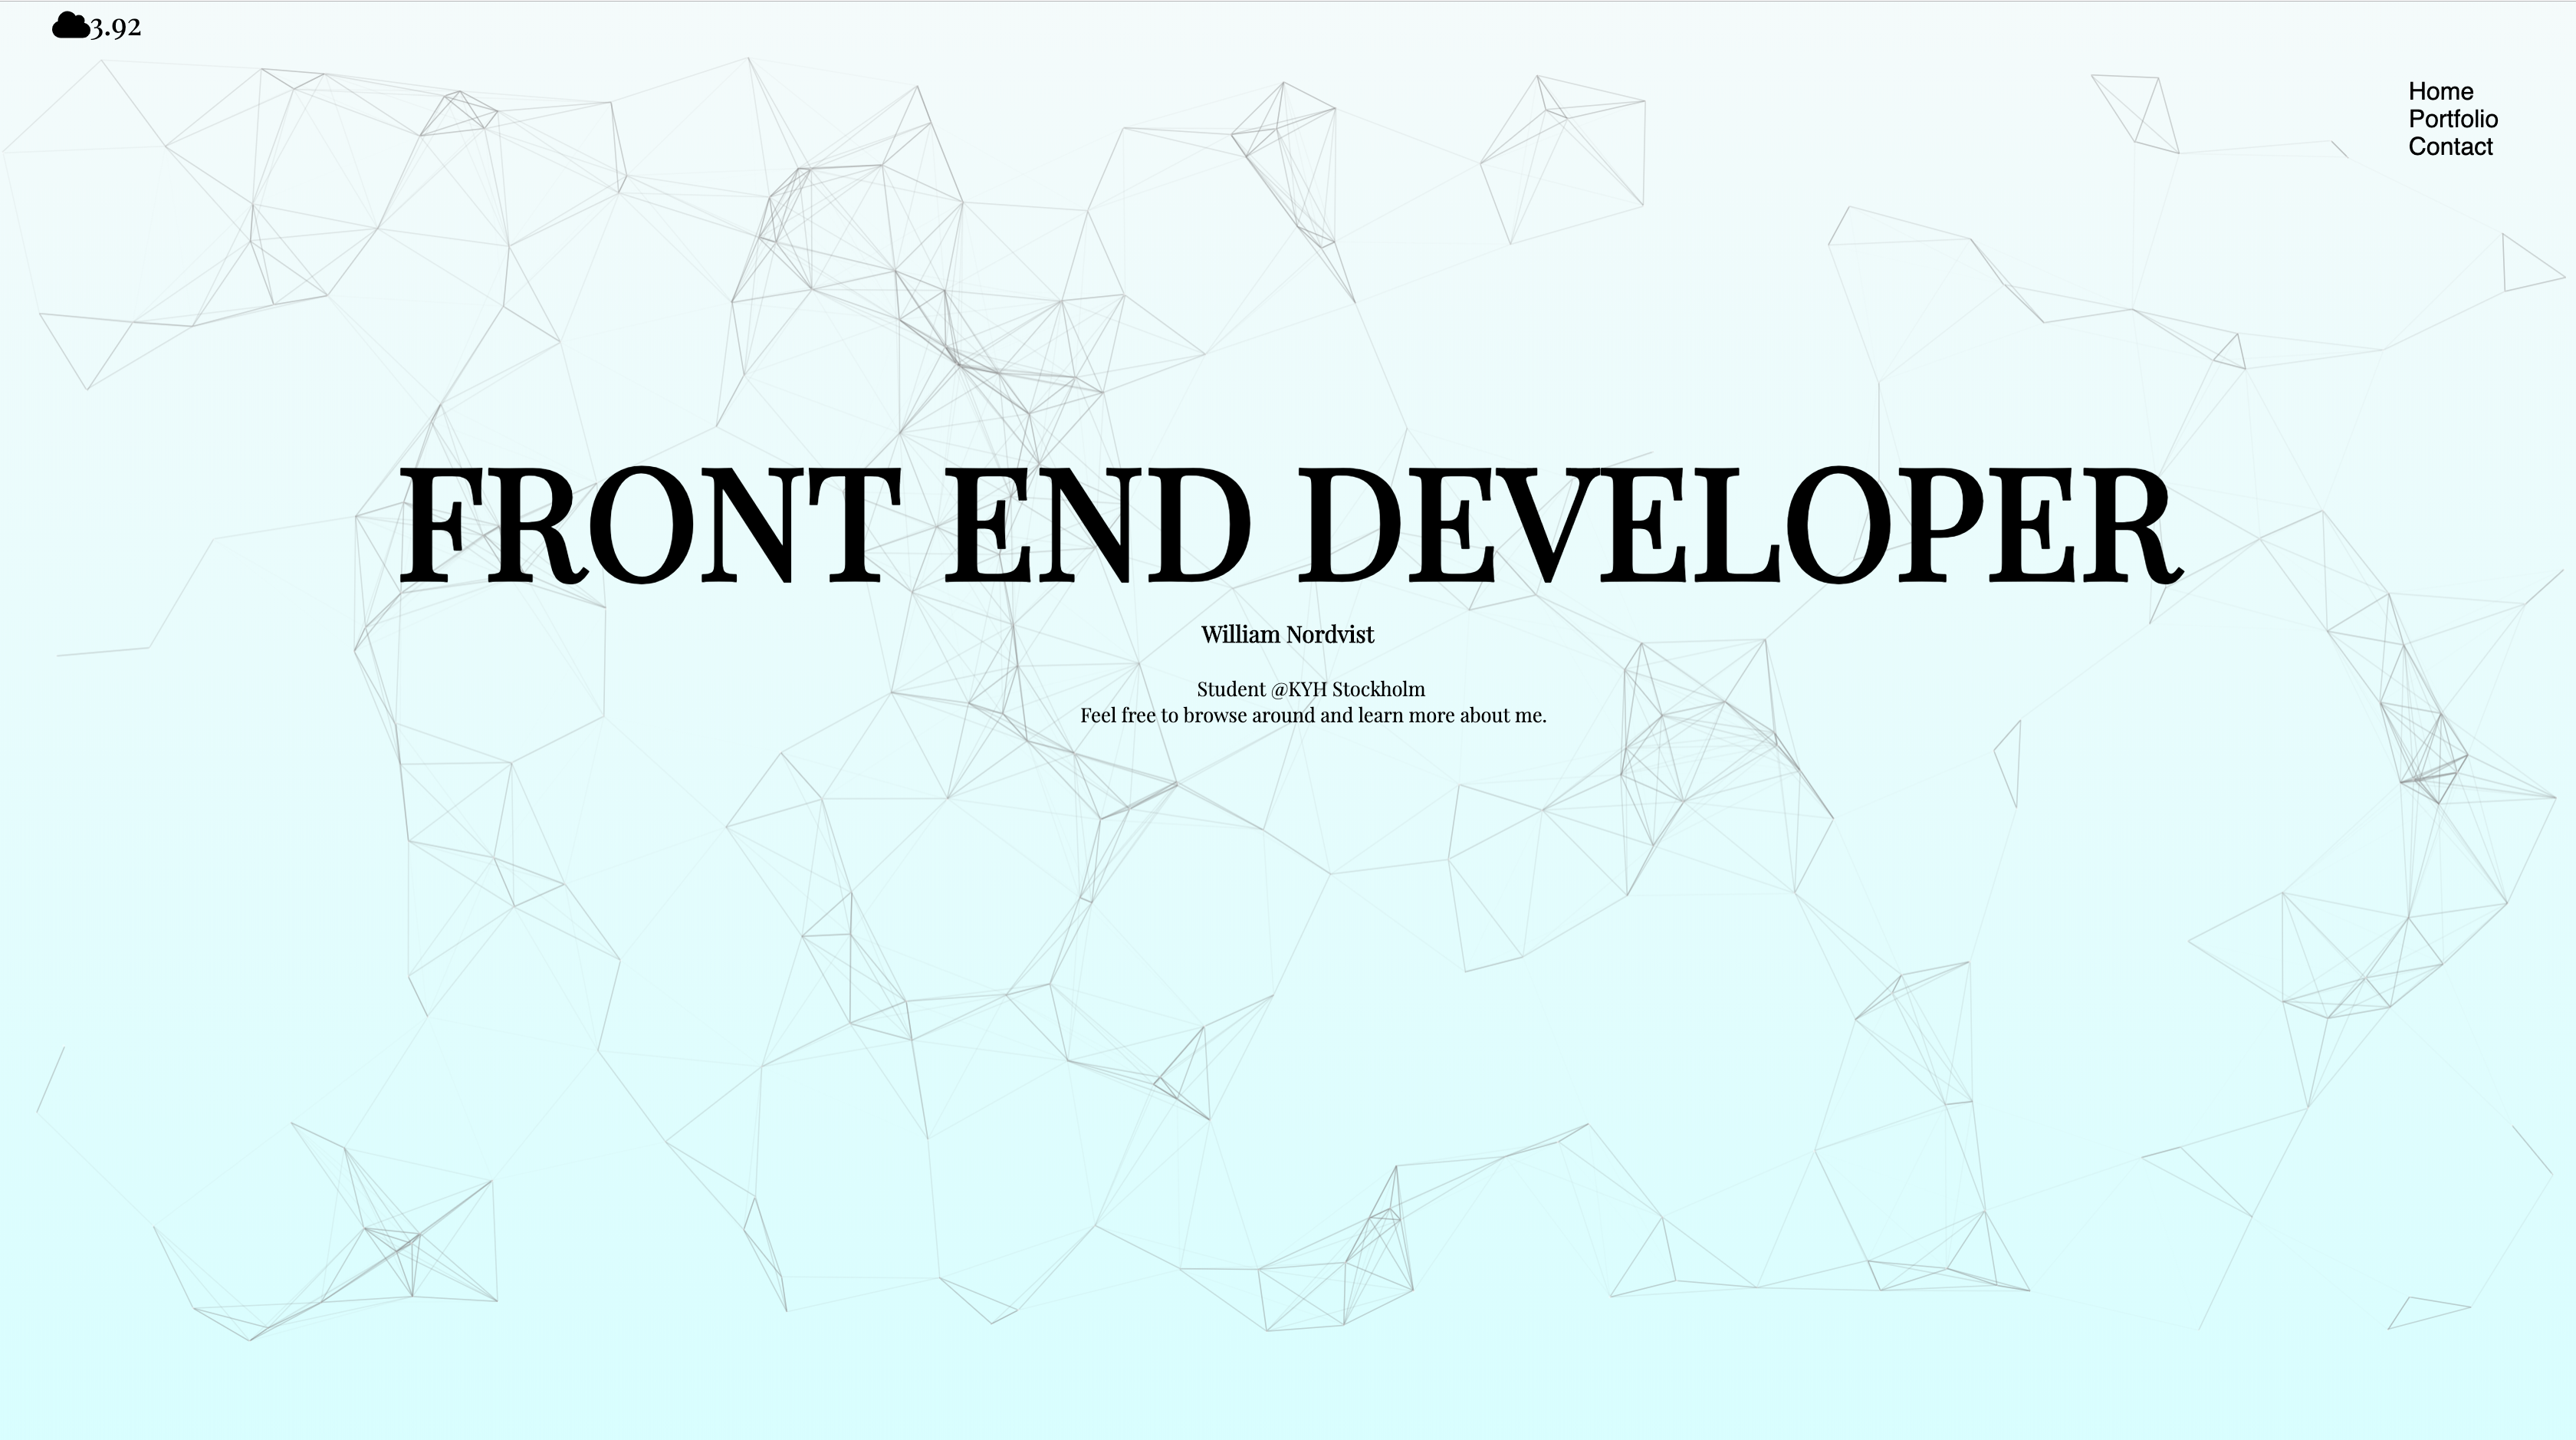 3.92
Home
Portfolio
Contact
FRONT END DEVELOPER
William Nordvist
Student @KYH Stockholm
Feel free to browse around and learn more about me.